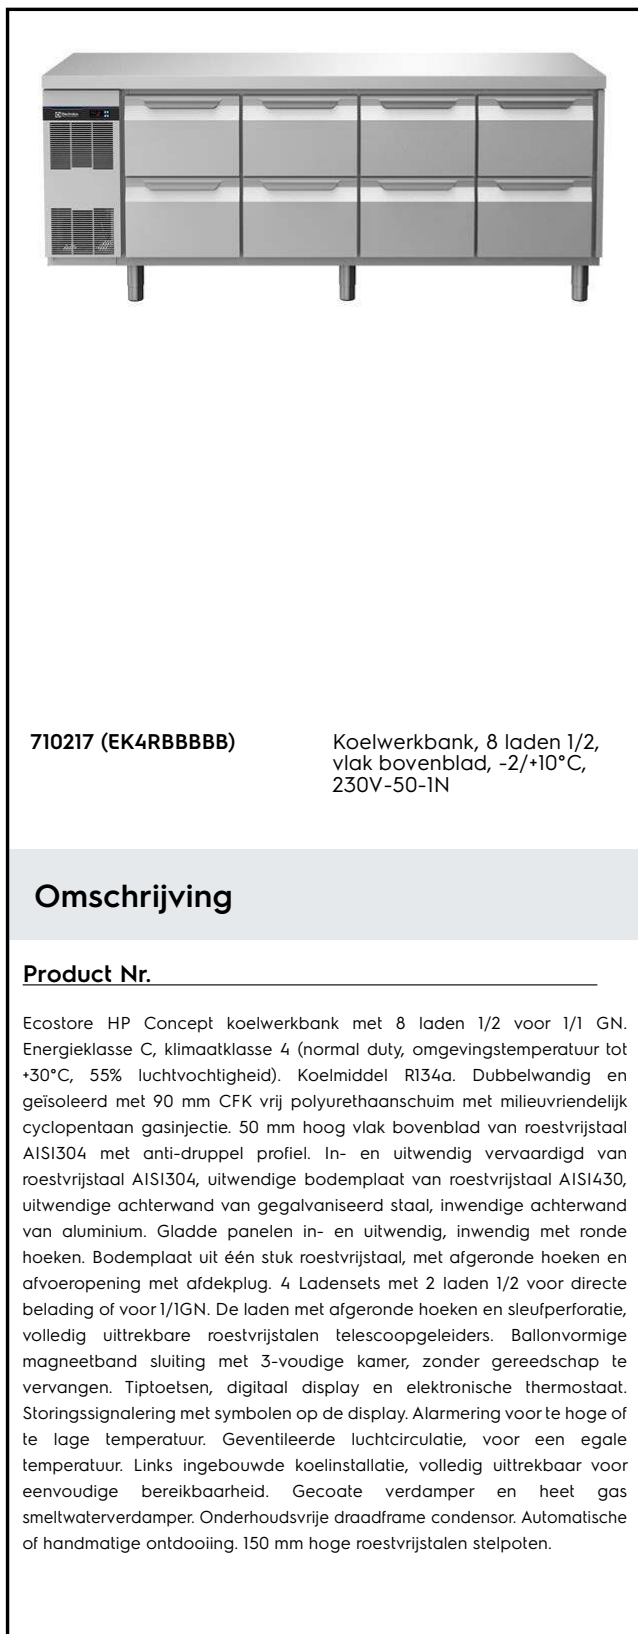 Electrolux
710217 (EK4RBBBBB)
Koelwerkbank, 8 laden 1/2,
vlak bovenblad, -2/+10°C,
230V-50-1N
Omschrijving
Product Nr.
Ecostore HP Concept koelwerkbank met 8 laden 1/2 voor 1/1 GN.
Energieklasse C, klimaatklasse 4 (normal duty, omgevingstemperatuur tot
+30°C, 55% luchtvochtigheid). Koelmiddel R134a. Dubbelwandig en
geïsoleerd met 90 mm CFK vrij polyurethaanschuim met milieuvriendelijk
cyclopentaan gasinjectie. 50 mm hoog vlak bovenblad van roestvrijstaal
AISI304 met anti-druppel profiel. In- en uitwendig vervaardigd van
roestvrijstaal AISI304, uitwendige bodemplaat van roestvrijstaal AISI430,
uitwendige achterwand van gegalvaniseerd staal, inwendige achterwand
van aluminium. Gladde panelen in- en uitwendig, inwendig met ronde
hoeken. Bodemplaat uit één stuk roestvrijstaal, met afgeronde hoeken en
afvoeropening met afdekplug. 4 Ladensets met 2 laden 1/2 voor directe
belading of voor 1/1GN. De laden met afgeronde hoeken en sleufperforatie,
volledig uittrekbare roestvrijstalen telescoopgeleiders. Ballonvormige
magneetband sluiting met 3-voudige kamer, zonder gereedschap te
vervangen. Tiptoetsen, digitaal display en elektronische thermostaat.
Storingssignalering met symbolen op de display. Alarmering voor te hoge of
te lage temperatuur. Geventileerde luchtcirculatie, voor een egale
temperatuur. Links ingebouwde koelinstallatie, volledig uittrekbaar voor
eenvoudige bereikbaarheid. Gecoate verdamper en heet gas
smeltwaterverdamper. Onderhoudsvrije draadframe condensor. Automatische
of handmatige ontdooiing. 150 mm hoge roestvrijstalen stelpoten.